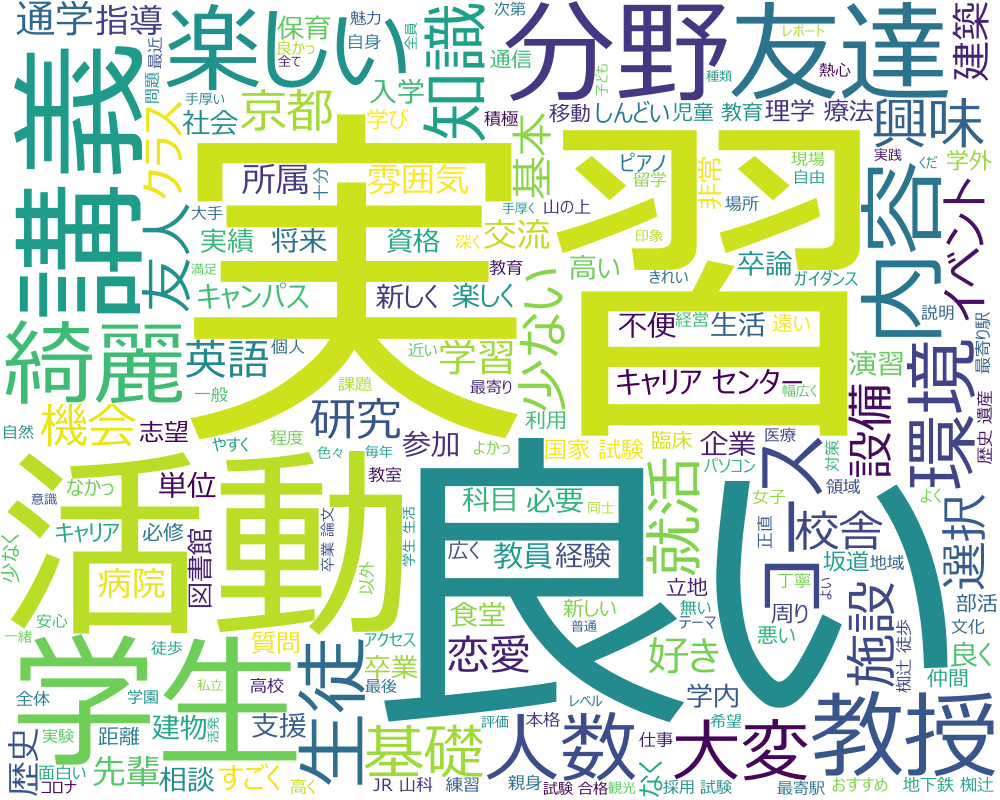 通学
指導
楽しい
保育
良かっ
全て
魅力
自身
全員
知識
次第
通信
分野
友達
レポート
熱心
建築
子ども
種類
問題
最近
手厚い
社会
京都
入学
学び
積極
移動
しんどい
児童 教育
理学 療法
興味
講義
クラス
所属
十分
雰囲気
基本
ピアノ
留学
非常
現場
自由
実践
くだ
学外
友人
大手
実習
手厚く
山の上
場所
内容
イベント
実績
将来
資格
深く
交流
印象
卒論
満足
教育
高い
きれい
ガイダンス
キャンパス
新しく
楽しく
少ない
不便
経営
生活
遠い
説明
最寄り駅
綺麗
英語
個人
近い
学習
演習
環境
キャリア センター
幅広く
課題
最寄り
一般
利用
設備
歴史 遺産
機会
志望
研究
参加
自然
やすく
程度
色々
毎年
よかっ
国家 試験
臨床
企業
医療
パソコン
対策
意識
なかっ
単位
教室
活動
良い
就活
コース
領域
女子
よく
キャリア
必修
図書館
卒業 論文
学生 生活
科目 必要
同士
正直
校舎
選択
少なく
病院
以外
広く
教員
経験
坂道
地域
立地
丁寧
よい
部活
一緒
安心
質問
アクセス
食堂
新しい
無い
テーマ
周り
施設
徒歩
普通
悪い
文化
椥辻 徒歩
学生
生徒
恋愛
好き
良く
仲間
卒業
全体
学園
私立
高校
最後
レベル
学内
教授
歴史
実験
距離
建物
活発
支援
基礎
評価
本格
人数
希望
大変
面白い
コロナ
先輩
相談
すごく
高く
JR 山科
練習
親身
仕事
試験 合格
観光
なく
採用 試験
最寄駅
おすすめ
地下鉄 椥辻